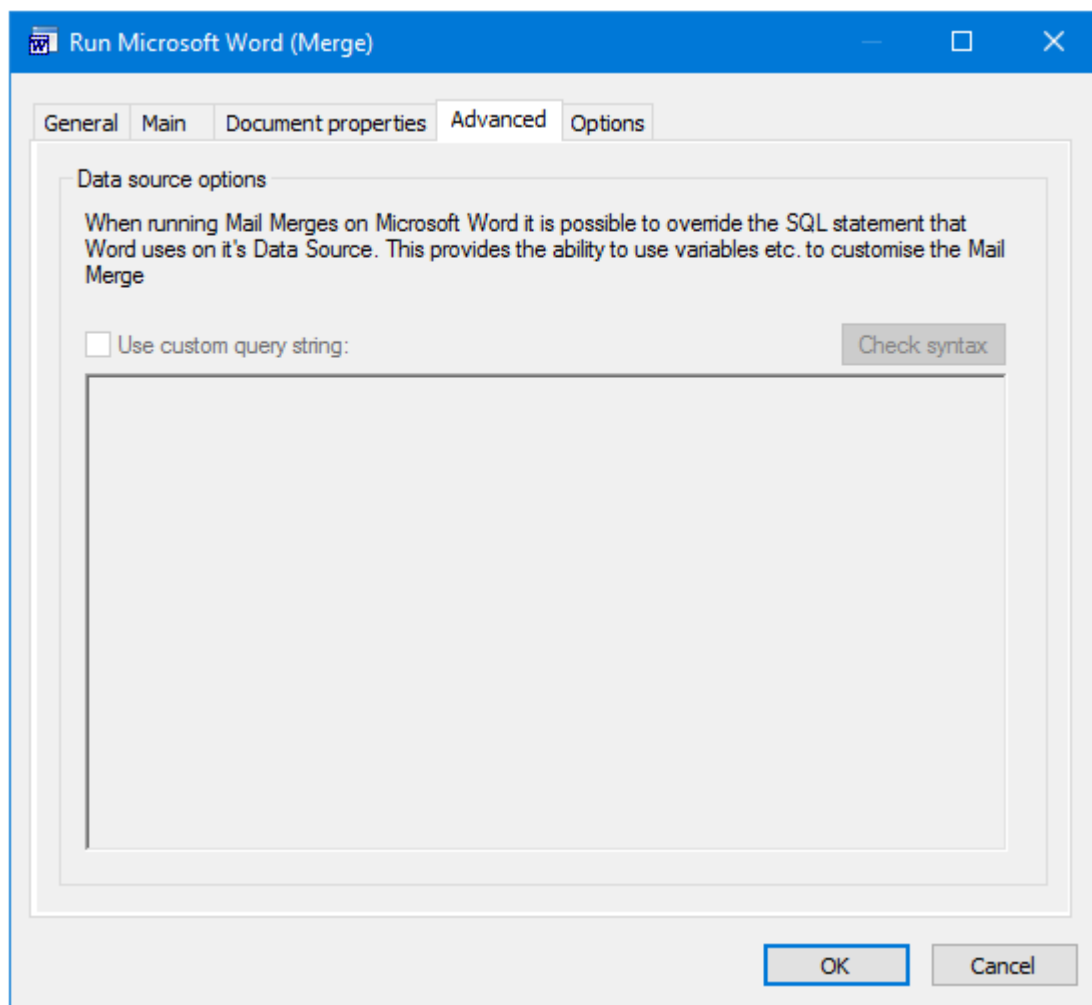 Run Microsoft Word (Merge)
General Main Document properties Advanced Options
Data source options
When running Mail Merges on Microsoft Word it is possible to override the SQL statement that
Word uses on it's Data Source. This provides the ability to use variables etc. to customise the Mail
Merge
Use custom query string: Check syntax
OK Cancel